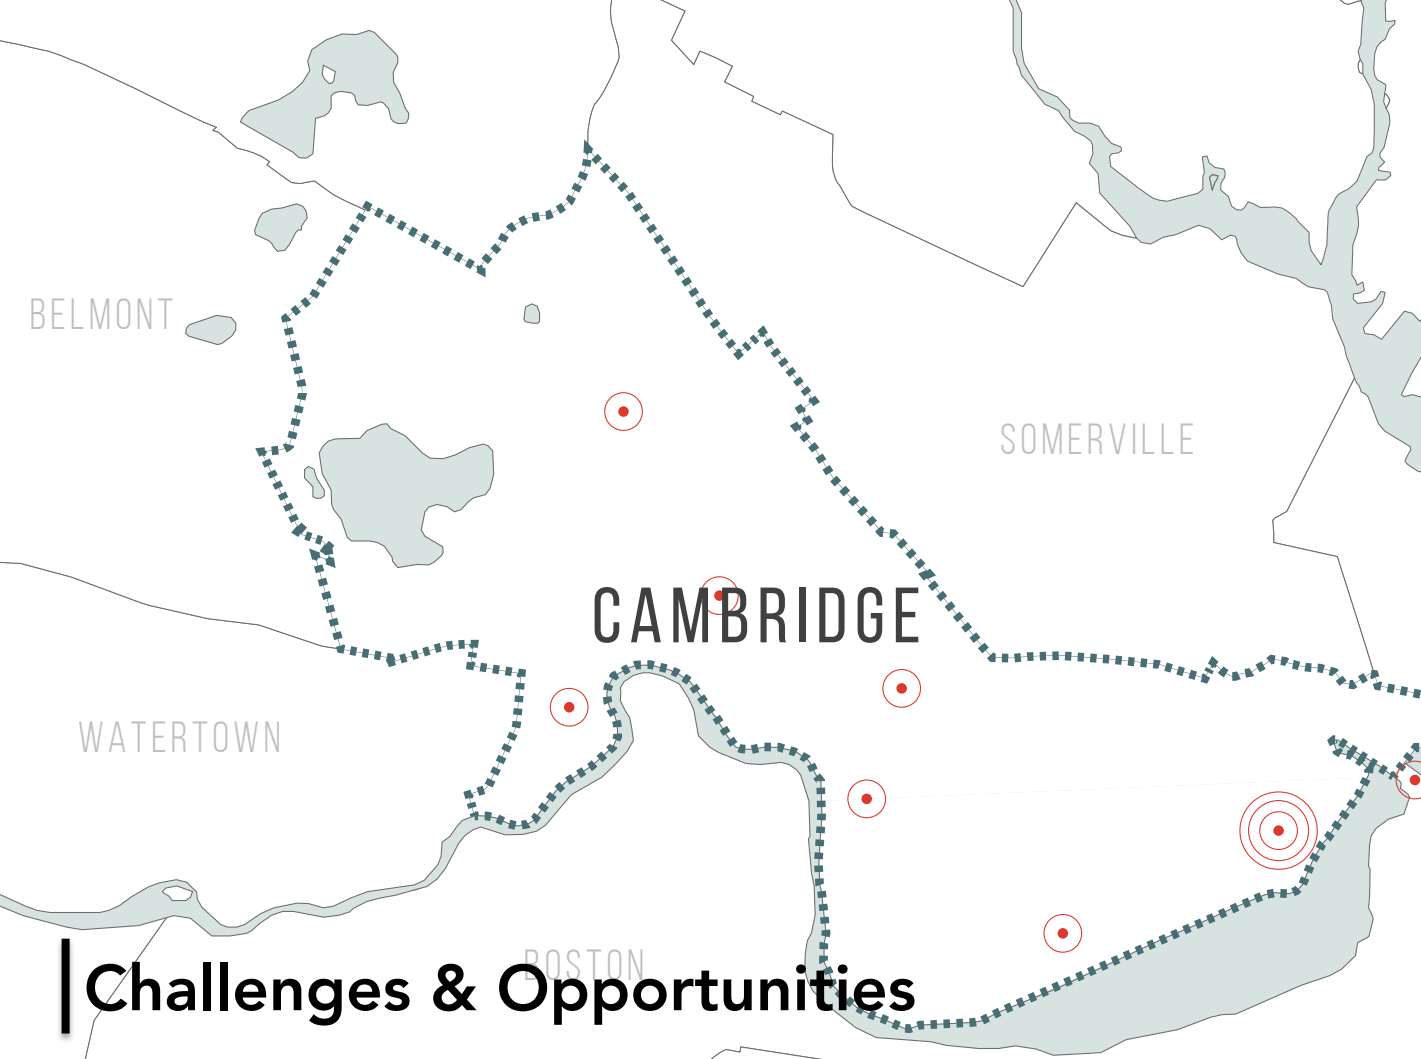 BELMONT
SOMERVILLE
CAMBRIDGE
WATERTOWN
BOSTON
Challenges & Opportunities